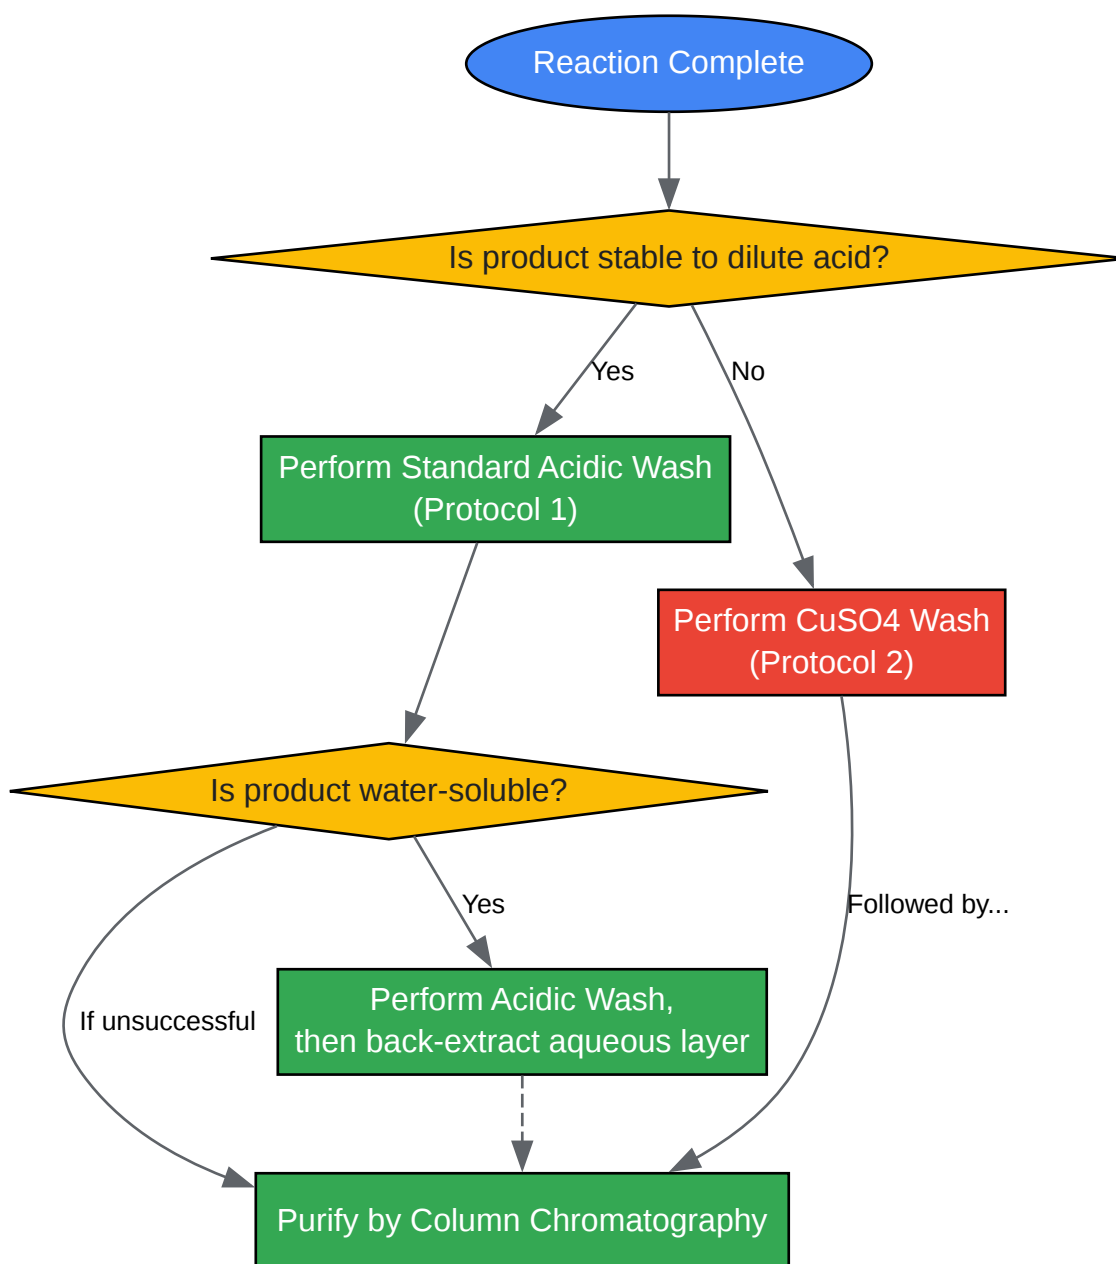 Reaction Complete
Is product stable to dilute acid?
Yes
No
Perform Standard Acidic Wash
(Protocol 1)
Perform CuSO4 Wash
(Protocol 2)
Is product water-soluble?
Yes
Followed by...
If unsuccessful
Perform Acidic Wash,
then back-extract aqueous layer
Purify by Column Chromatography